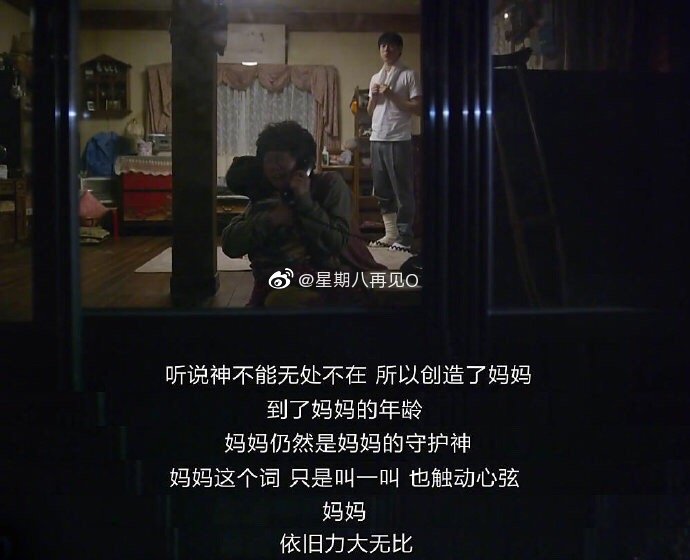 @星期八再见O
听说神不能无处不在 所以创造了妈妈
到了妈妈的年龄
妈妈仍然是妈妈的守护神
妈妈这个词 只是叫一叫 也触动心弦
妈妈
依旧力大无比